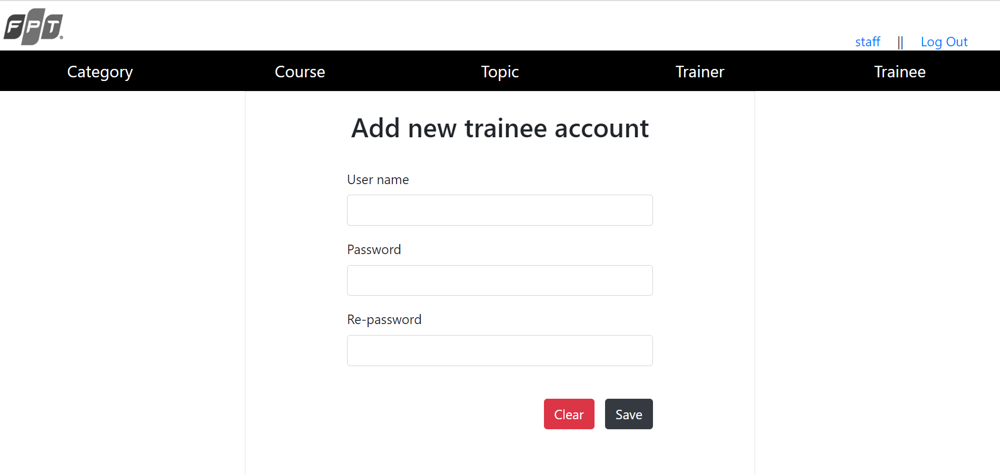 FPT
staff || Log Out
Category Course Topic Trainer Trainee
Add new trainee account
User name
Password
Re-password
Clear Save